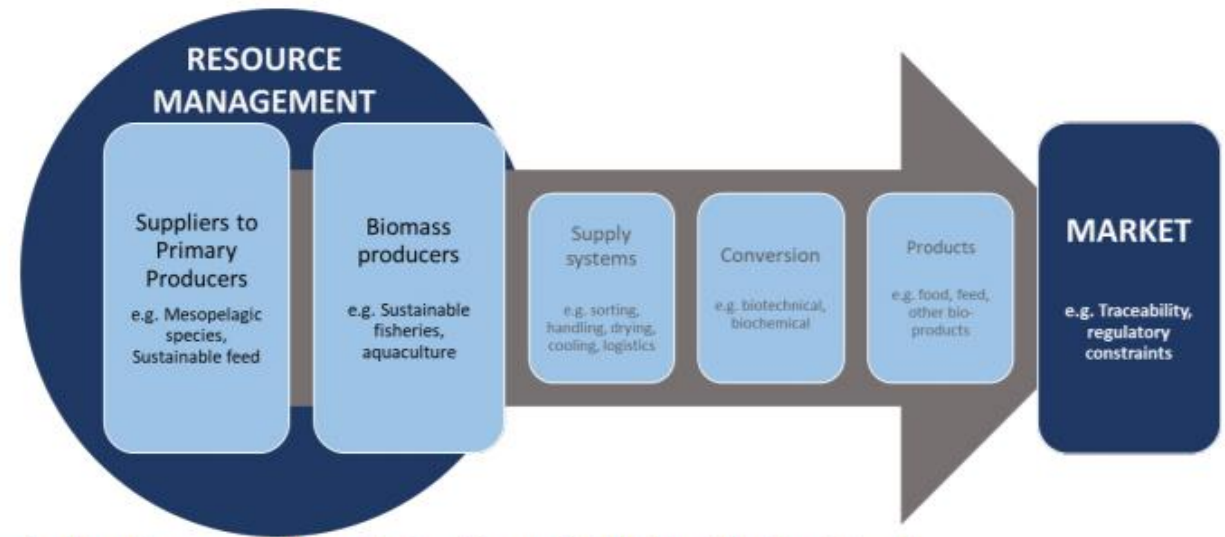 RESOURCE
MANAGEMENT
Suppliers to
Primary
Producers
e.g. Mesopelagic
species,
Sustainable feed
Biomass
producers
e.g. Sustainable
fisheries,
aquaculture
Supply
systems
e.g. sorting,
handling, drying,
cooling, logistics
Conversion
e.g. biotechnical,
biochemical
Products
e.g. food, feed,
other bio-
products
MARKET
e.g. Traceability,
regulatory
constraints